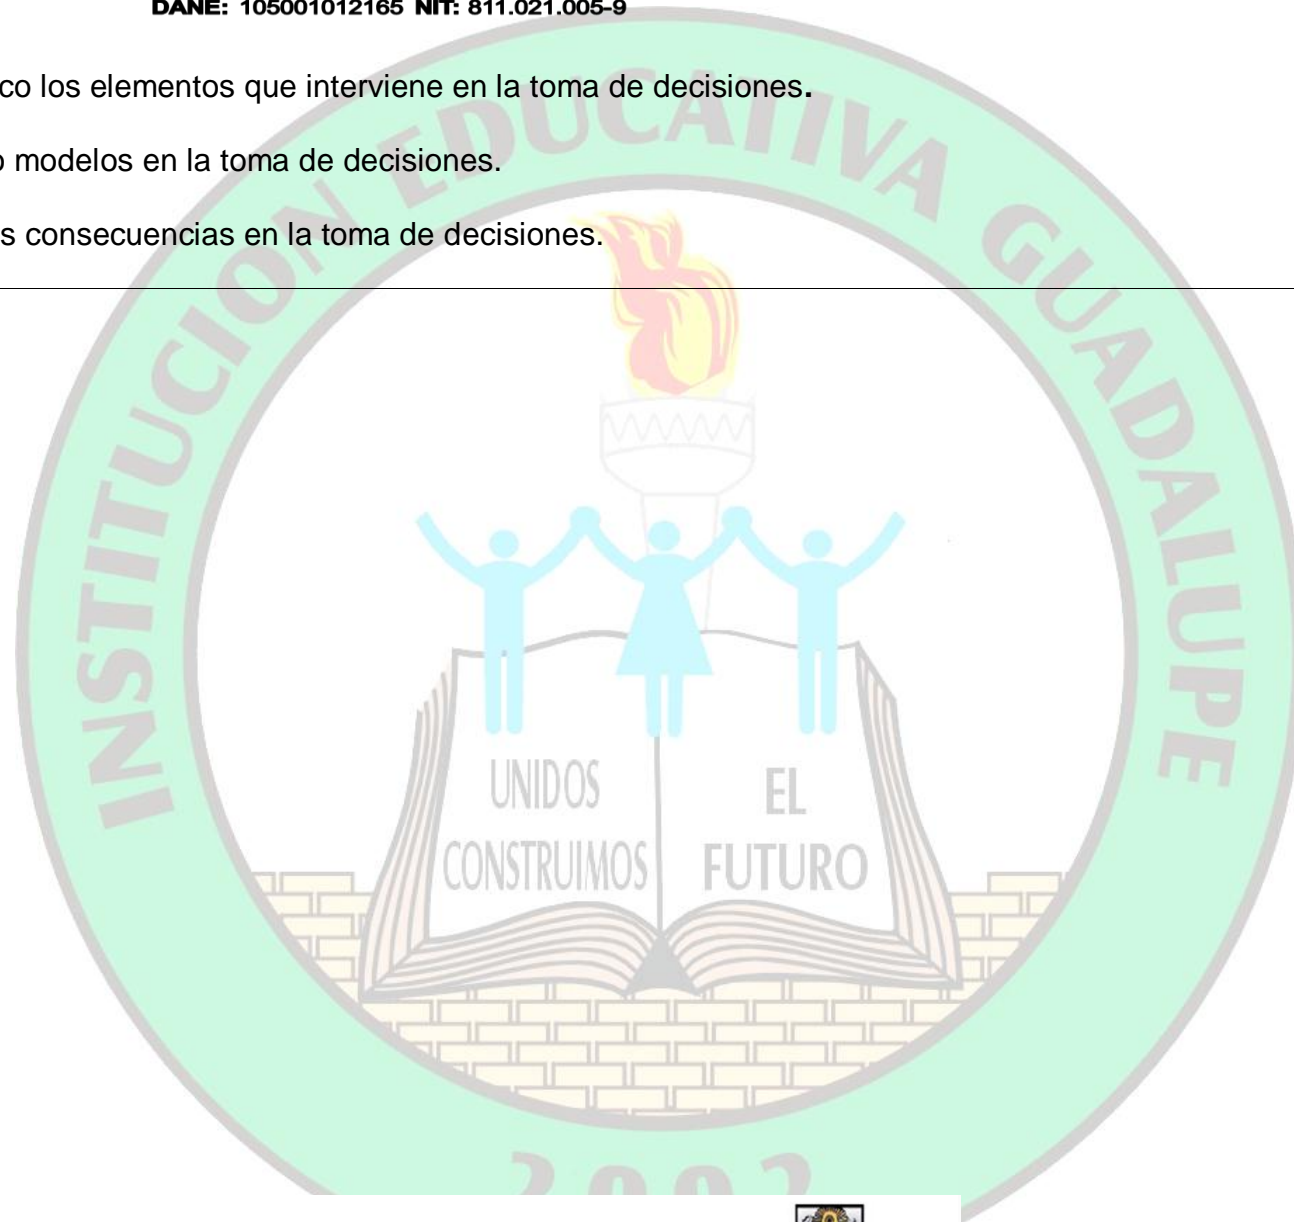 DANE: 105001012165 NIT: 811.021.005-9
co los elementos que interviene en la toma de decisiones.
o modelos en la toma de decisiones.
s consecuencias en la toma de decisiones.
INSTITUCION EDUCATIVA GUADALUPE
UNIDOS
CONSTRUIMOS
EL
FUTURO
2002